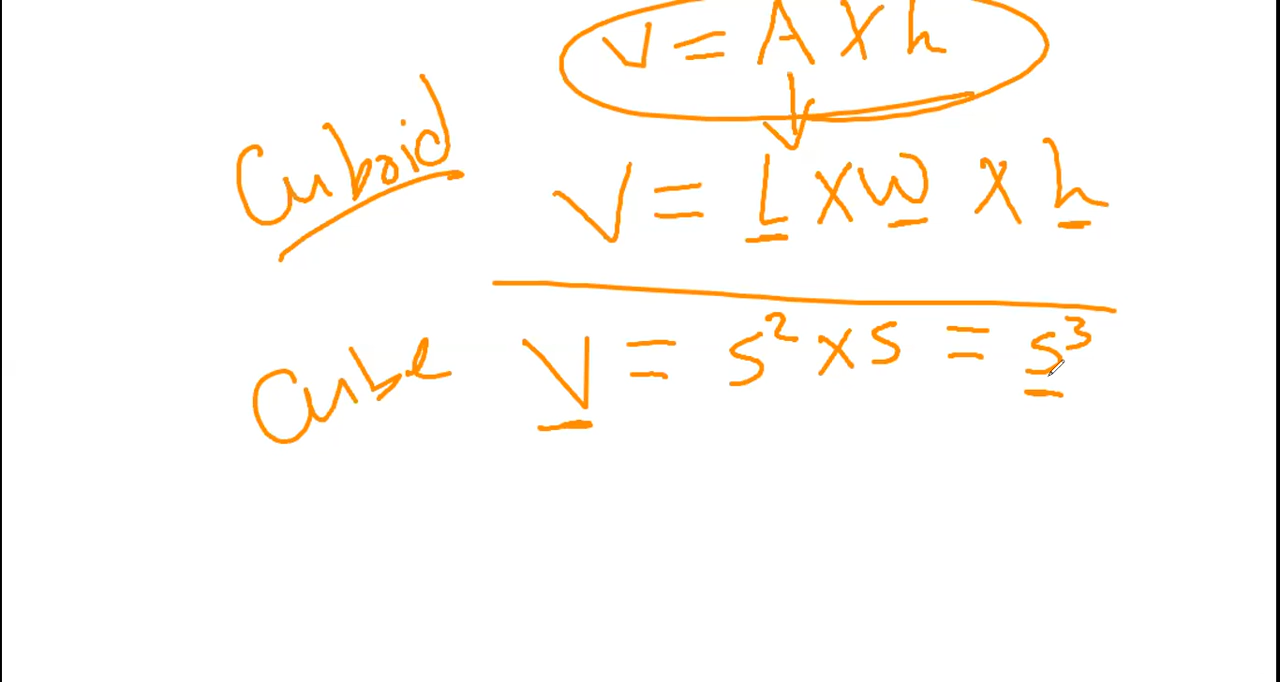 V = A X h
Cuboid V = L X W X h
Cube V = s² x s = s³